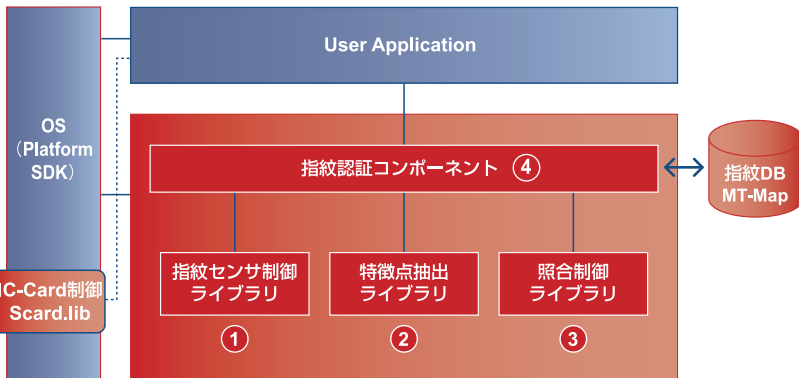 User Application
OS
（Platform
SDK）
指紋認証コンポーネント ④
指紋DB
MT-Map
指紋センサ制御
ライブラリ
特徴点抽出
ライブラリ
照合制御
ライブラリ
IC-Card制御
Scard.lib
①
②
③